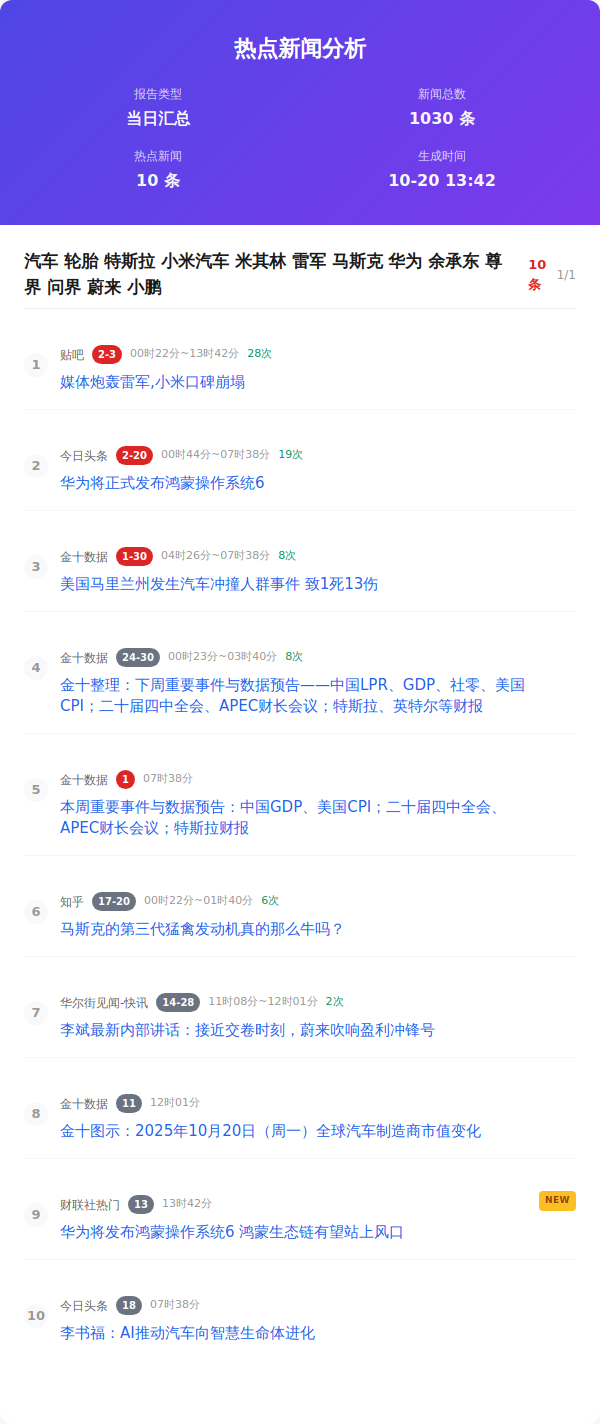 热点新闻分析
报告类型
新闻总数
当日汇总
1030 条
热点新闻
生成时间
10 条
10-20 13:42
汽车 轮胎 特斯拉 小米汽车 米其林 雷军 马斯克 华为 余承东 尊
界 问界 蔚来 小鹏
10
条
1/1
1
贴吧 2-3 00时22分~13时42分 28次
媒体炮轰雷军,小米口碑崩塌
2
今日头条 2-20 00时44分~07时38分 19次
华为将正式发布鸿蒙操作系统6
3
金十数据 1-30 04时26分~07时38分 8次
美国马里兰州发生汽车冲撞人群事件 致1死13伤
4
金十数据 24-30 00时23分~03时40分 8次
金十整理：下周重要事件与数据预告——中国LPR、GDP、社零、美国
CPI；二十届四中全会、APEC财长会议；特斯拉、英特尔等财报
5
金十数据 1 07时38分
本周重要事件与数据预告：中国GDP、美国CPI；二十届四中全会、
APEC财长会议；特斯拉财报
6
知乎 17-20 00时22分~01时40分 6次
马斯克的第三代猛禽发动机真的那么牛吗？
7
华尔街见闻-快讯 14-28 11时08分~12时01分 2次
李斌最新内部讲话：接近交卷时刻，蔚来吹响盈利冲锋号
8
金十数据 11 12时01分
金十图示：2025年10月20日（周一）全球汽车制造商市值变化
9
财联社热门 13 13时42分
NEW
华为将发布鸿蒙操作系统6 鸿蒙生态链有望站上风口
10
今日头条 18 07时38分
李书福：AI推动汽车向智慧生命体进化